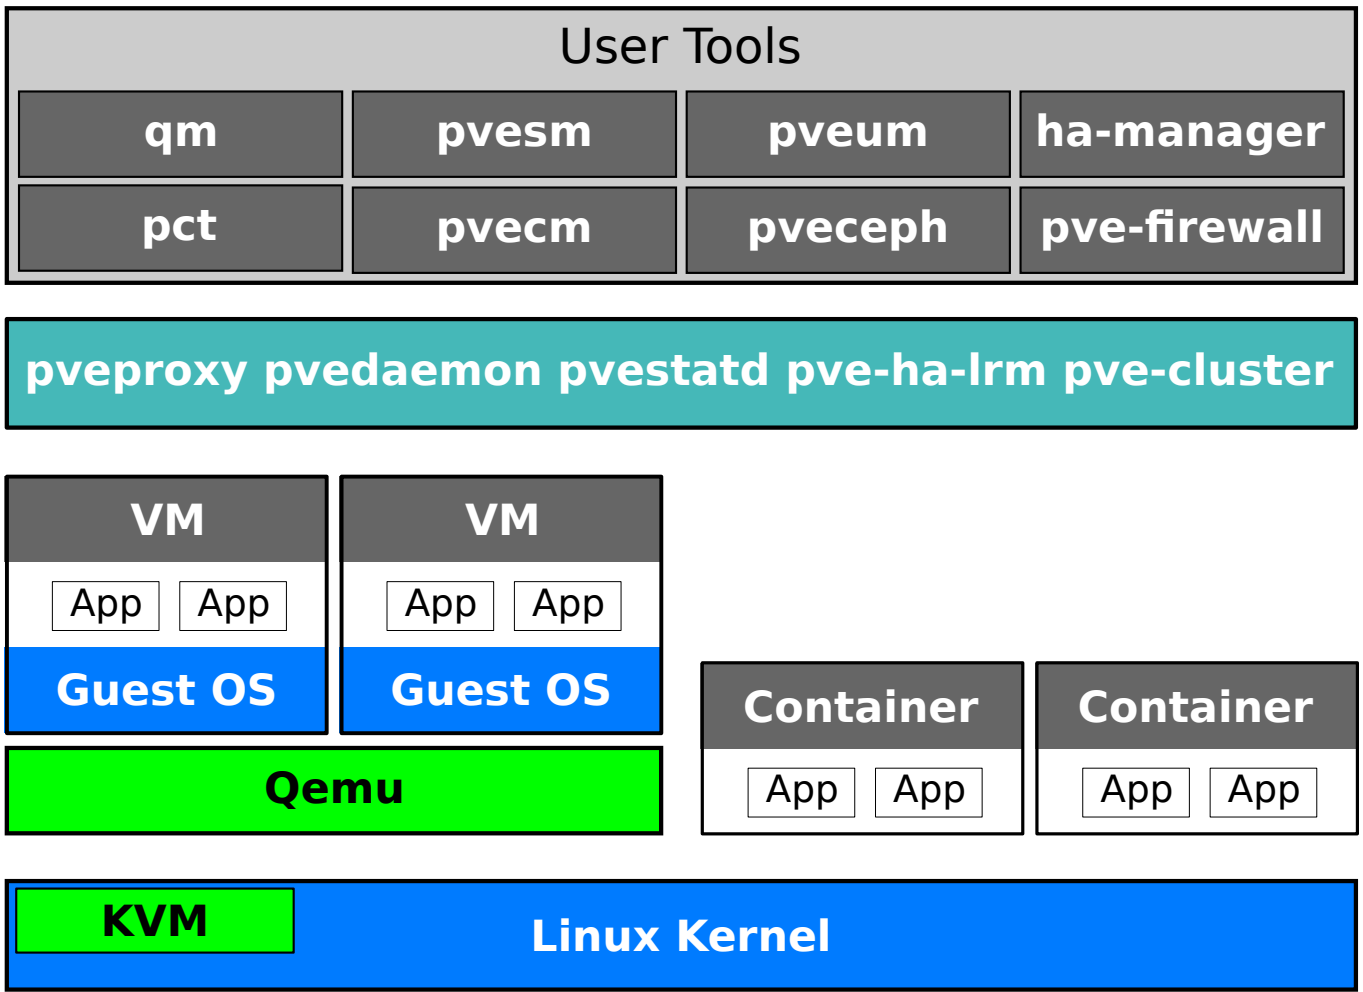 User Tools
qm pvesm pveum ha-manager
pct pvecm pveceph pve-firewall
pveproxy pvedaemon pvestatd pve-ha-lrm pve-cluster
VM VM
App App App App
Guest OS Guest OS
Container Container
Qemu
App App App App
KVM
Linux Kernel